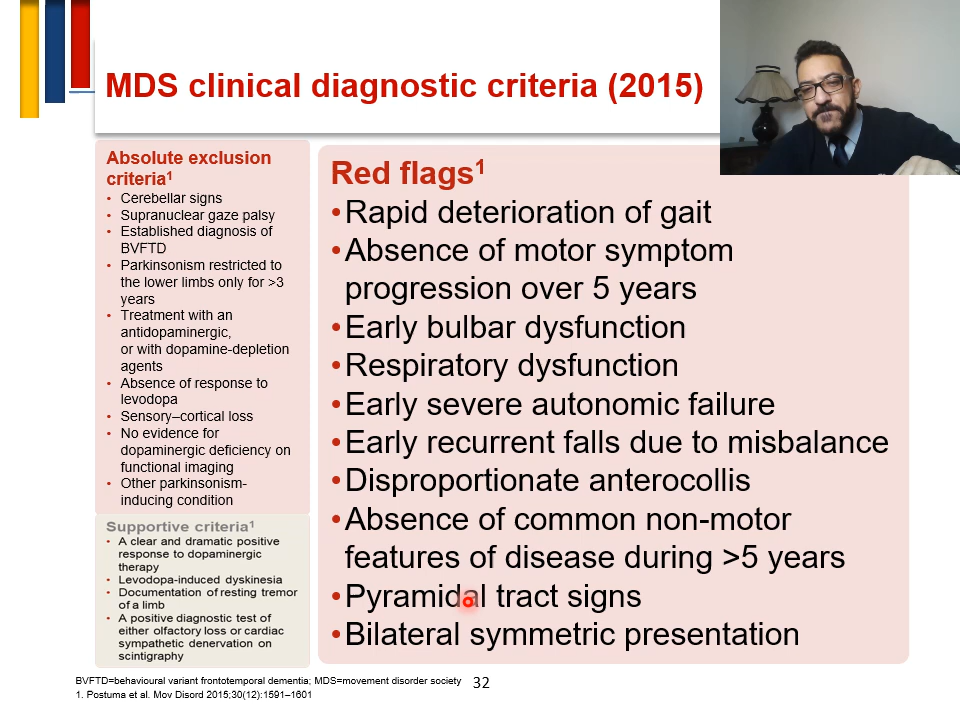 MDS clinical diagnostic criteria (2015)
Absolute exclusion
criteria1
• Cerebellar signs
• Supranuclear gaze palsy
• Established diagnosis of
BVFTD
• Parkinsonism restricted to
the lower limbs only for >3
years
• Treatment with an
antidopaminergic,
or with dopamine-depletion
agents
• Absence of response to
levodopa
• Sensory–cortical loss
• No evidence for
dopaminergic deficiency on
functional imaging
• Other parkinsonism-
inducing condition
Supportive criteria1
• A clear and dramatic positive
response to dopaminergic
therapy
• Levodopa-induced dyskinesia
• Documentation of resting tremor
of a limb
• A positive diagnostic test of
either olfactory loss or cardiac
sympathetic denervation on
scintigraphy
Red flags1
•Rapid deterioration of gait
•Absence of motor symptom
progression over 5 years
•Early bulbar dysfunction
•Respiratory dysfunction
•Early severe autonomic failure
•Early recurrent falls due to misbalance
•Disproportionate anterocollis
•Absence of common non-motor
features of disease during >5 years
•Pyramidal tract signs
•Bilateral symmetric presentation
BVFTD=behavioural variant frontotemporal dementia; MDS=movement disorder society
32
1. Postuma et al. Mov Disord 2015;30(12):1591–1601